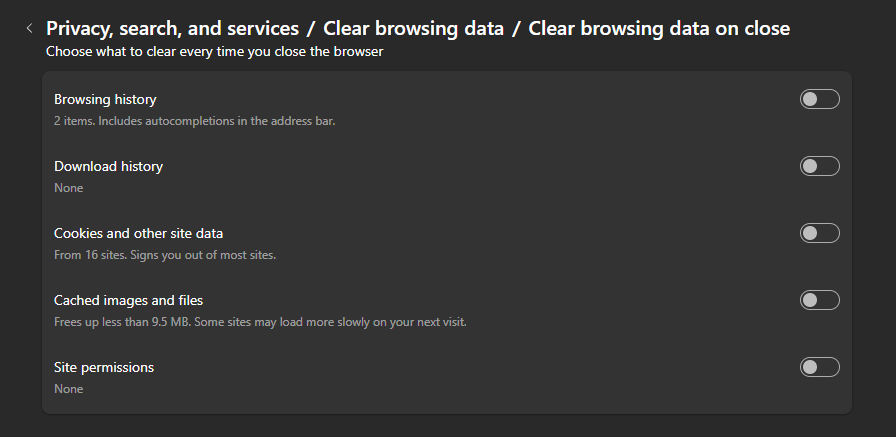 Privacy, search, and services / Clear browsing data / Clear browsing data on close
Choose what to clear every time you close the browser
Browsing history
2 items. Includes autocompletions in the address bar.
Download history
None
Cookies and other site data
From 16 sites. Signs you out of most sites.
Cached images and files
Frees up less than 9.5 MB. Some sites may load more slowly on your next visit.
Site permissions
None